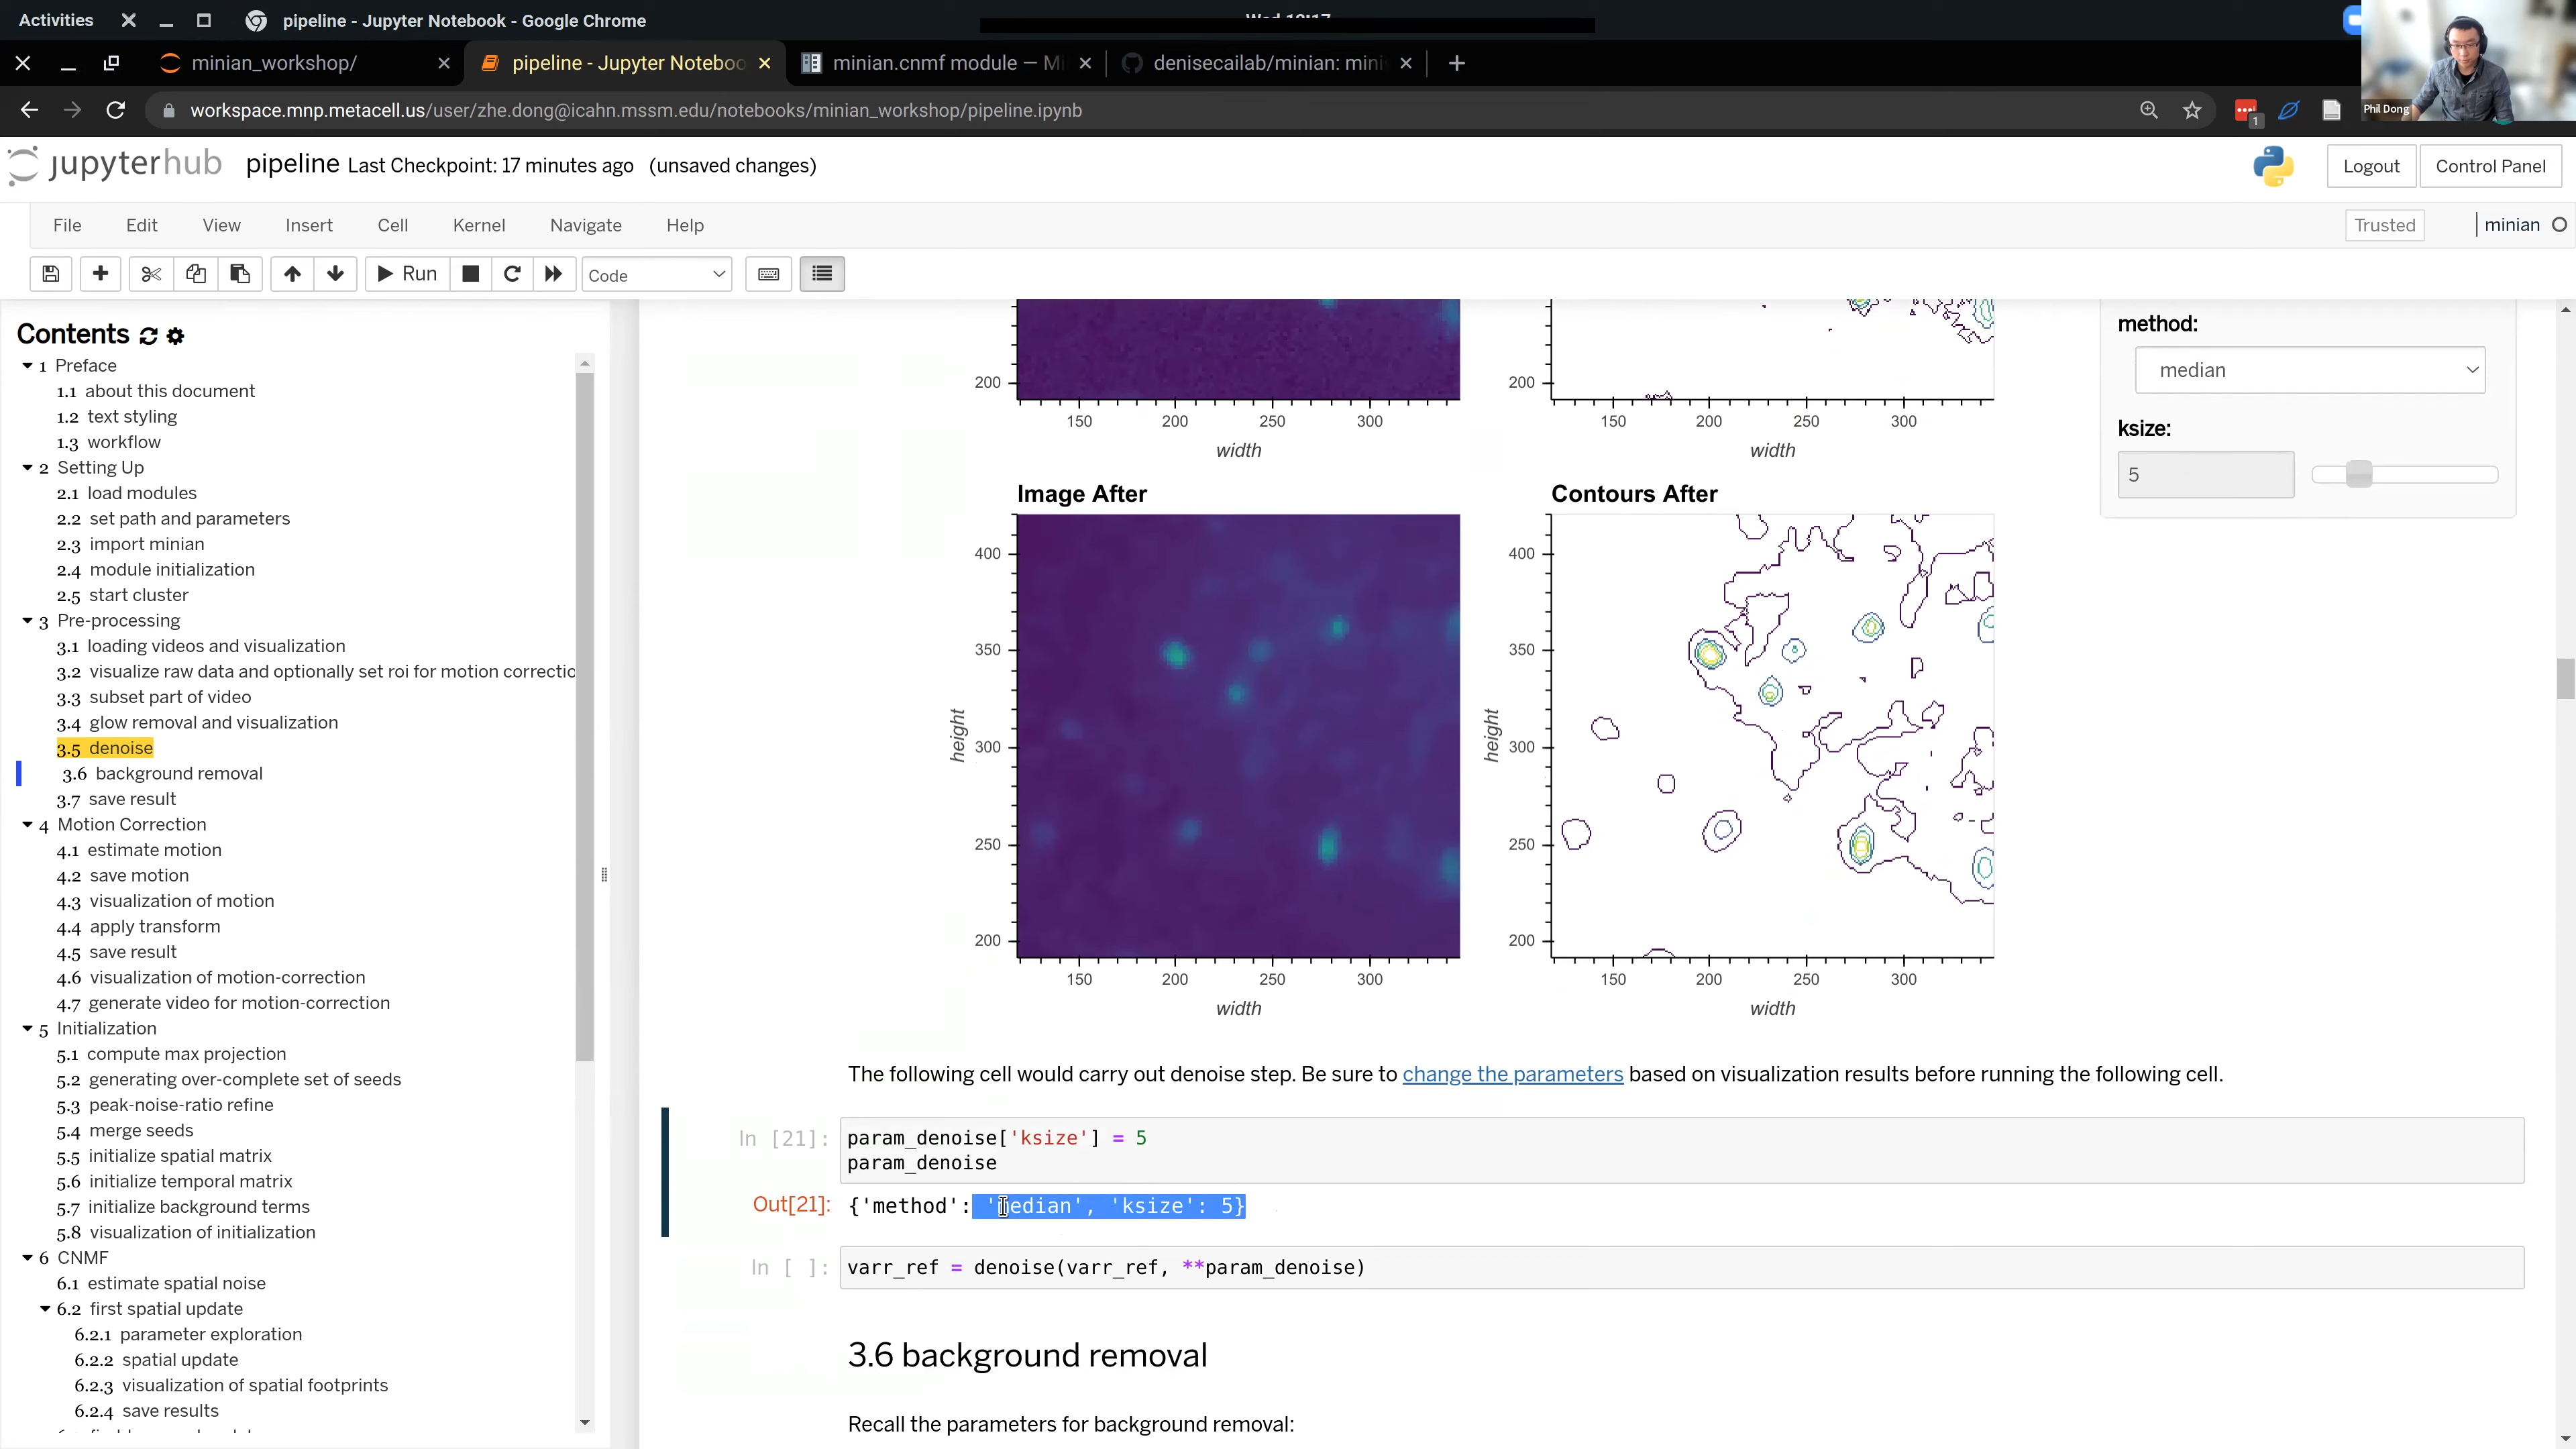 Activities
pipeline - Jupyter Notebook - Google Chrome
minian_workshop/
pipeline - Jupyter Noteboo
minian.cnmf module — Mi
denisecailab/minian: mini
workspace.mnp.metacell.us/user/zhe.dong@icahn.mssm.edu/notebooks/minian_workshop/pipeline.ipynb
1
Phil Dong
jupyterhub pipeline Last Checkpoint: 17 minutes ago (unsaved changes)
Logout Control Panel
File Edit View Insert Cell Kernel Navigate Help
Trusted minian
Run Code
Contents
1 Preface
1.1 about this document
1.2 text styling
1.3 workflow
2 Setting Up
2.1 load modules
2.2 set path and parameters
2.3 import minian
2.4 module initialization
2.5 start cluster
3 Pre-processing
3.1 loading videos and visualization
3.2 visualize raw data and optionally set roi for motion correctio
3.3 subset part of video
3.4 glow removal and visualization
3.5 denoise
3.6 background removal
3.7 save result
4 Motion Correction
4.1 estimate motion
4.2 save motion
4.3 visualization of motion
4.4 apply transform
4.5 save result
4.6 visualization of motion-correction
4.7 generate video for motion-correction
5 Initialization
5.1 compute max projection
5.2 generating over-complete set of seeds
5.3 peak-noise-ratio refine
5.4 merge seeds
5.5 initialize spatial matrix
5.6 initialize temporal matrix
5.7 initialize background terms
5.8 visualization of initialization
6 CNMF
6.1 estimate spatial noise
6.2 first spatial update
6.2.1 parameter exploration
6.2.2 spatial update
6.2.3 visualization of spatial footprints
6.2.4 save results
200
150 200 250 300
width
200
150 200 250 300
width
method:
median
ksize:
5
Image After
400
350
300
250
200
height
150 200 250 300
width
Contours After
400
350
300
250
200
height
150 200 250 300
width
The following cell would carry out denoise step. Be sure to change the parameters based on visualization results before running the following cell.
In [21]: param_denoise['ksize'] = 5
param_denoise
Out[21]: {'method': 'median', 'ksize': 5}
In [ ]: varr_ref = denoise(varr_ref, **param_denoise)
3.6 background removal
Recall the parameters for background removal: